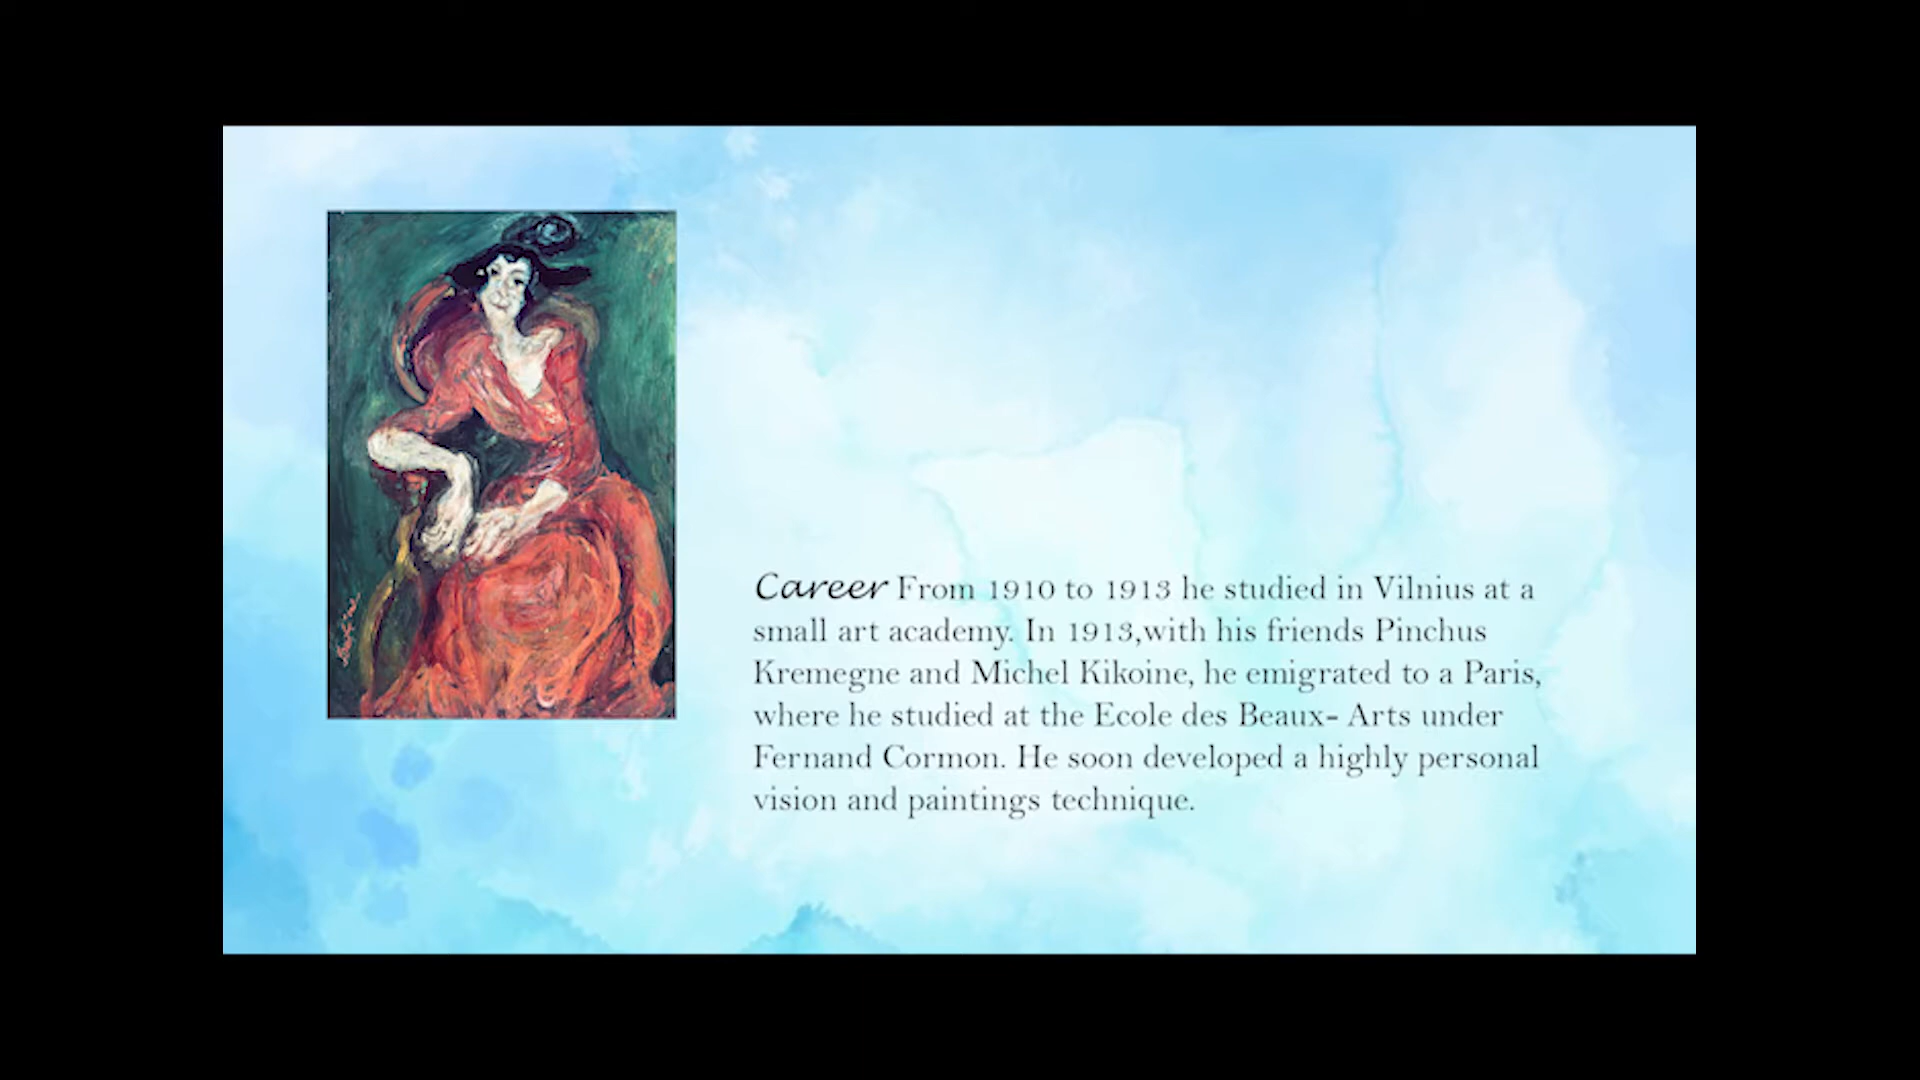 Career From 1910 to 1913 he studied in Vilnius at a
small art academy. In 1913,with his friends Pinchus
Kremegne and Michel Kikoine, he emigrated to a Paris,
where he studied at the Ecole des Beaux- Arts under
Fernand Cormon. He soon developed a highly personal
vision and paintings technique.